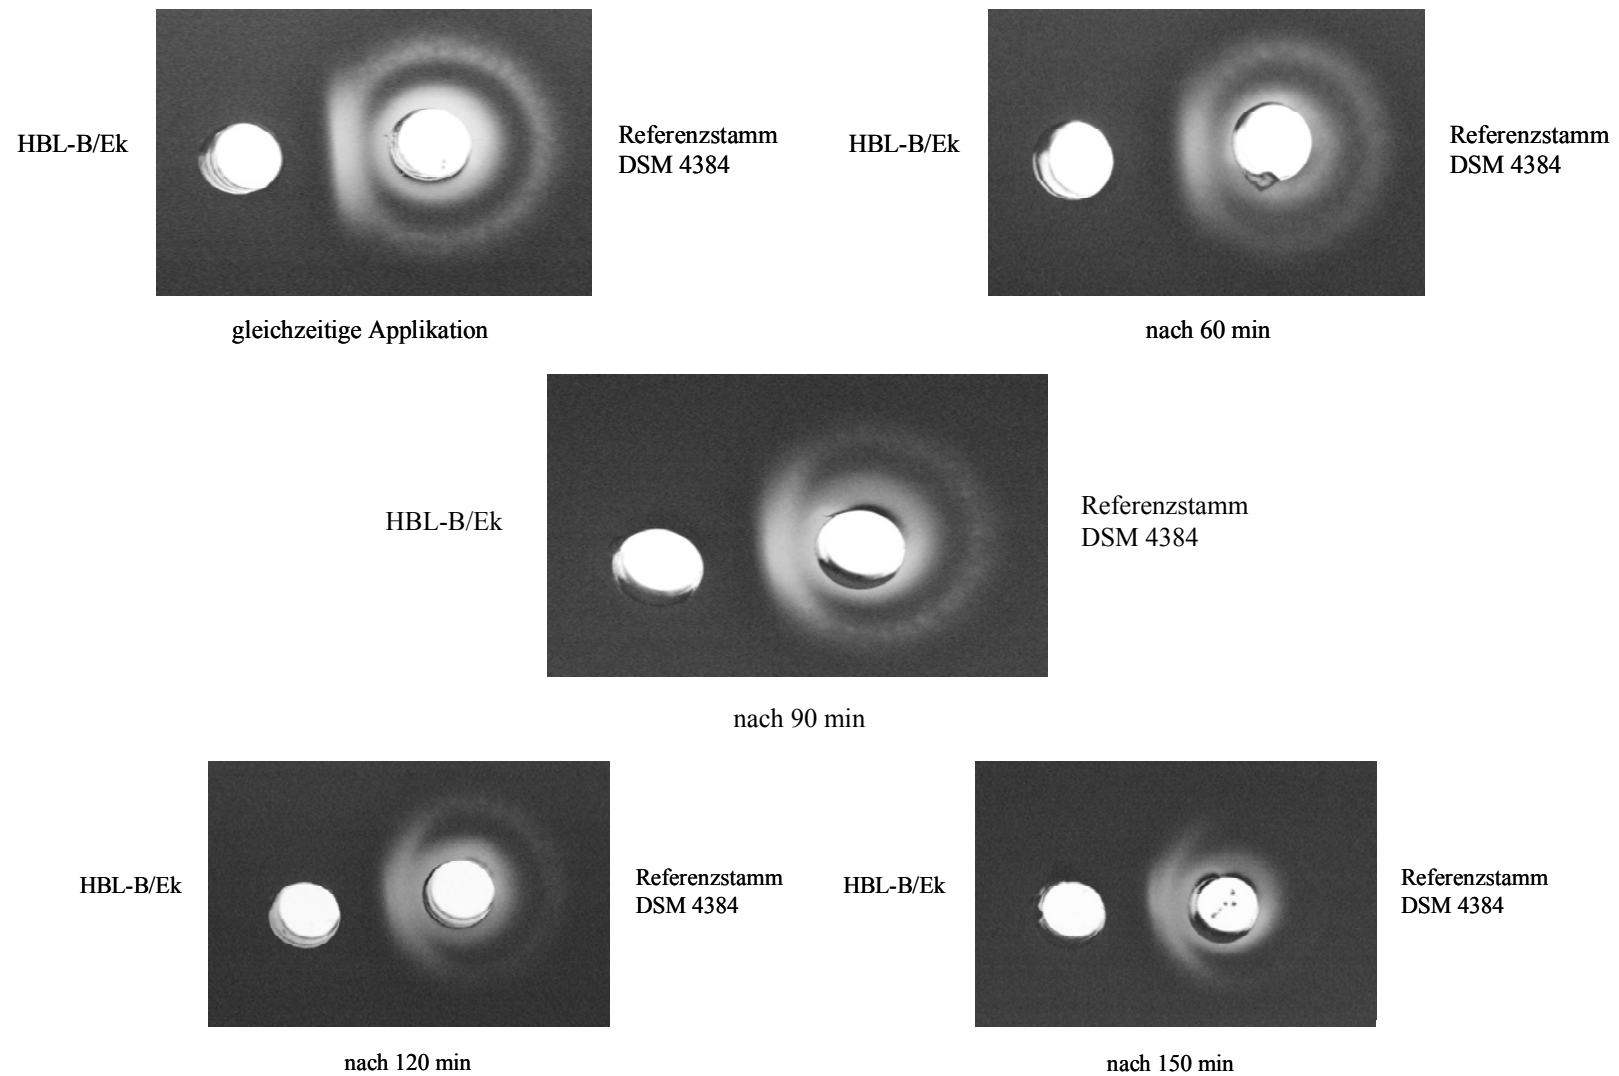 HBL-B/Ek
Referenzstamm
DSM 4384
gleichzeitige Applikation
HBL-B/Ek
Referenzstamm
DSM 4384
nach 60 min
HBL-B/Ek
Referenzstamm
DSM 4384
nach 90 min
HBL-B/Ek
Referenzstamm
DSM 4384
nach 120 min
HBL-B/Ek
Referenzstamm
DSM 4384
nach 150 min